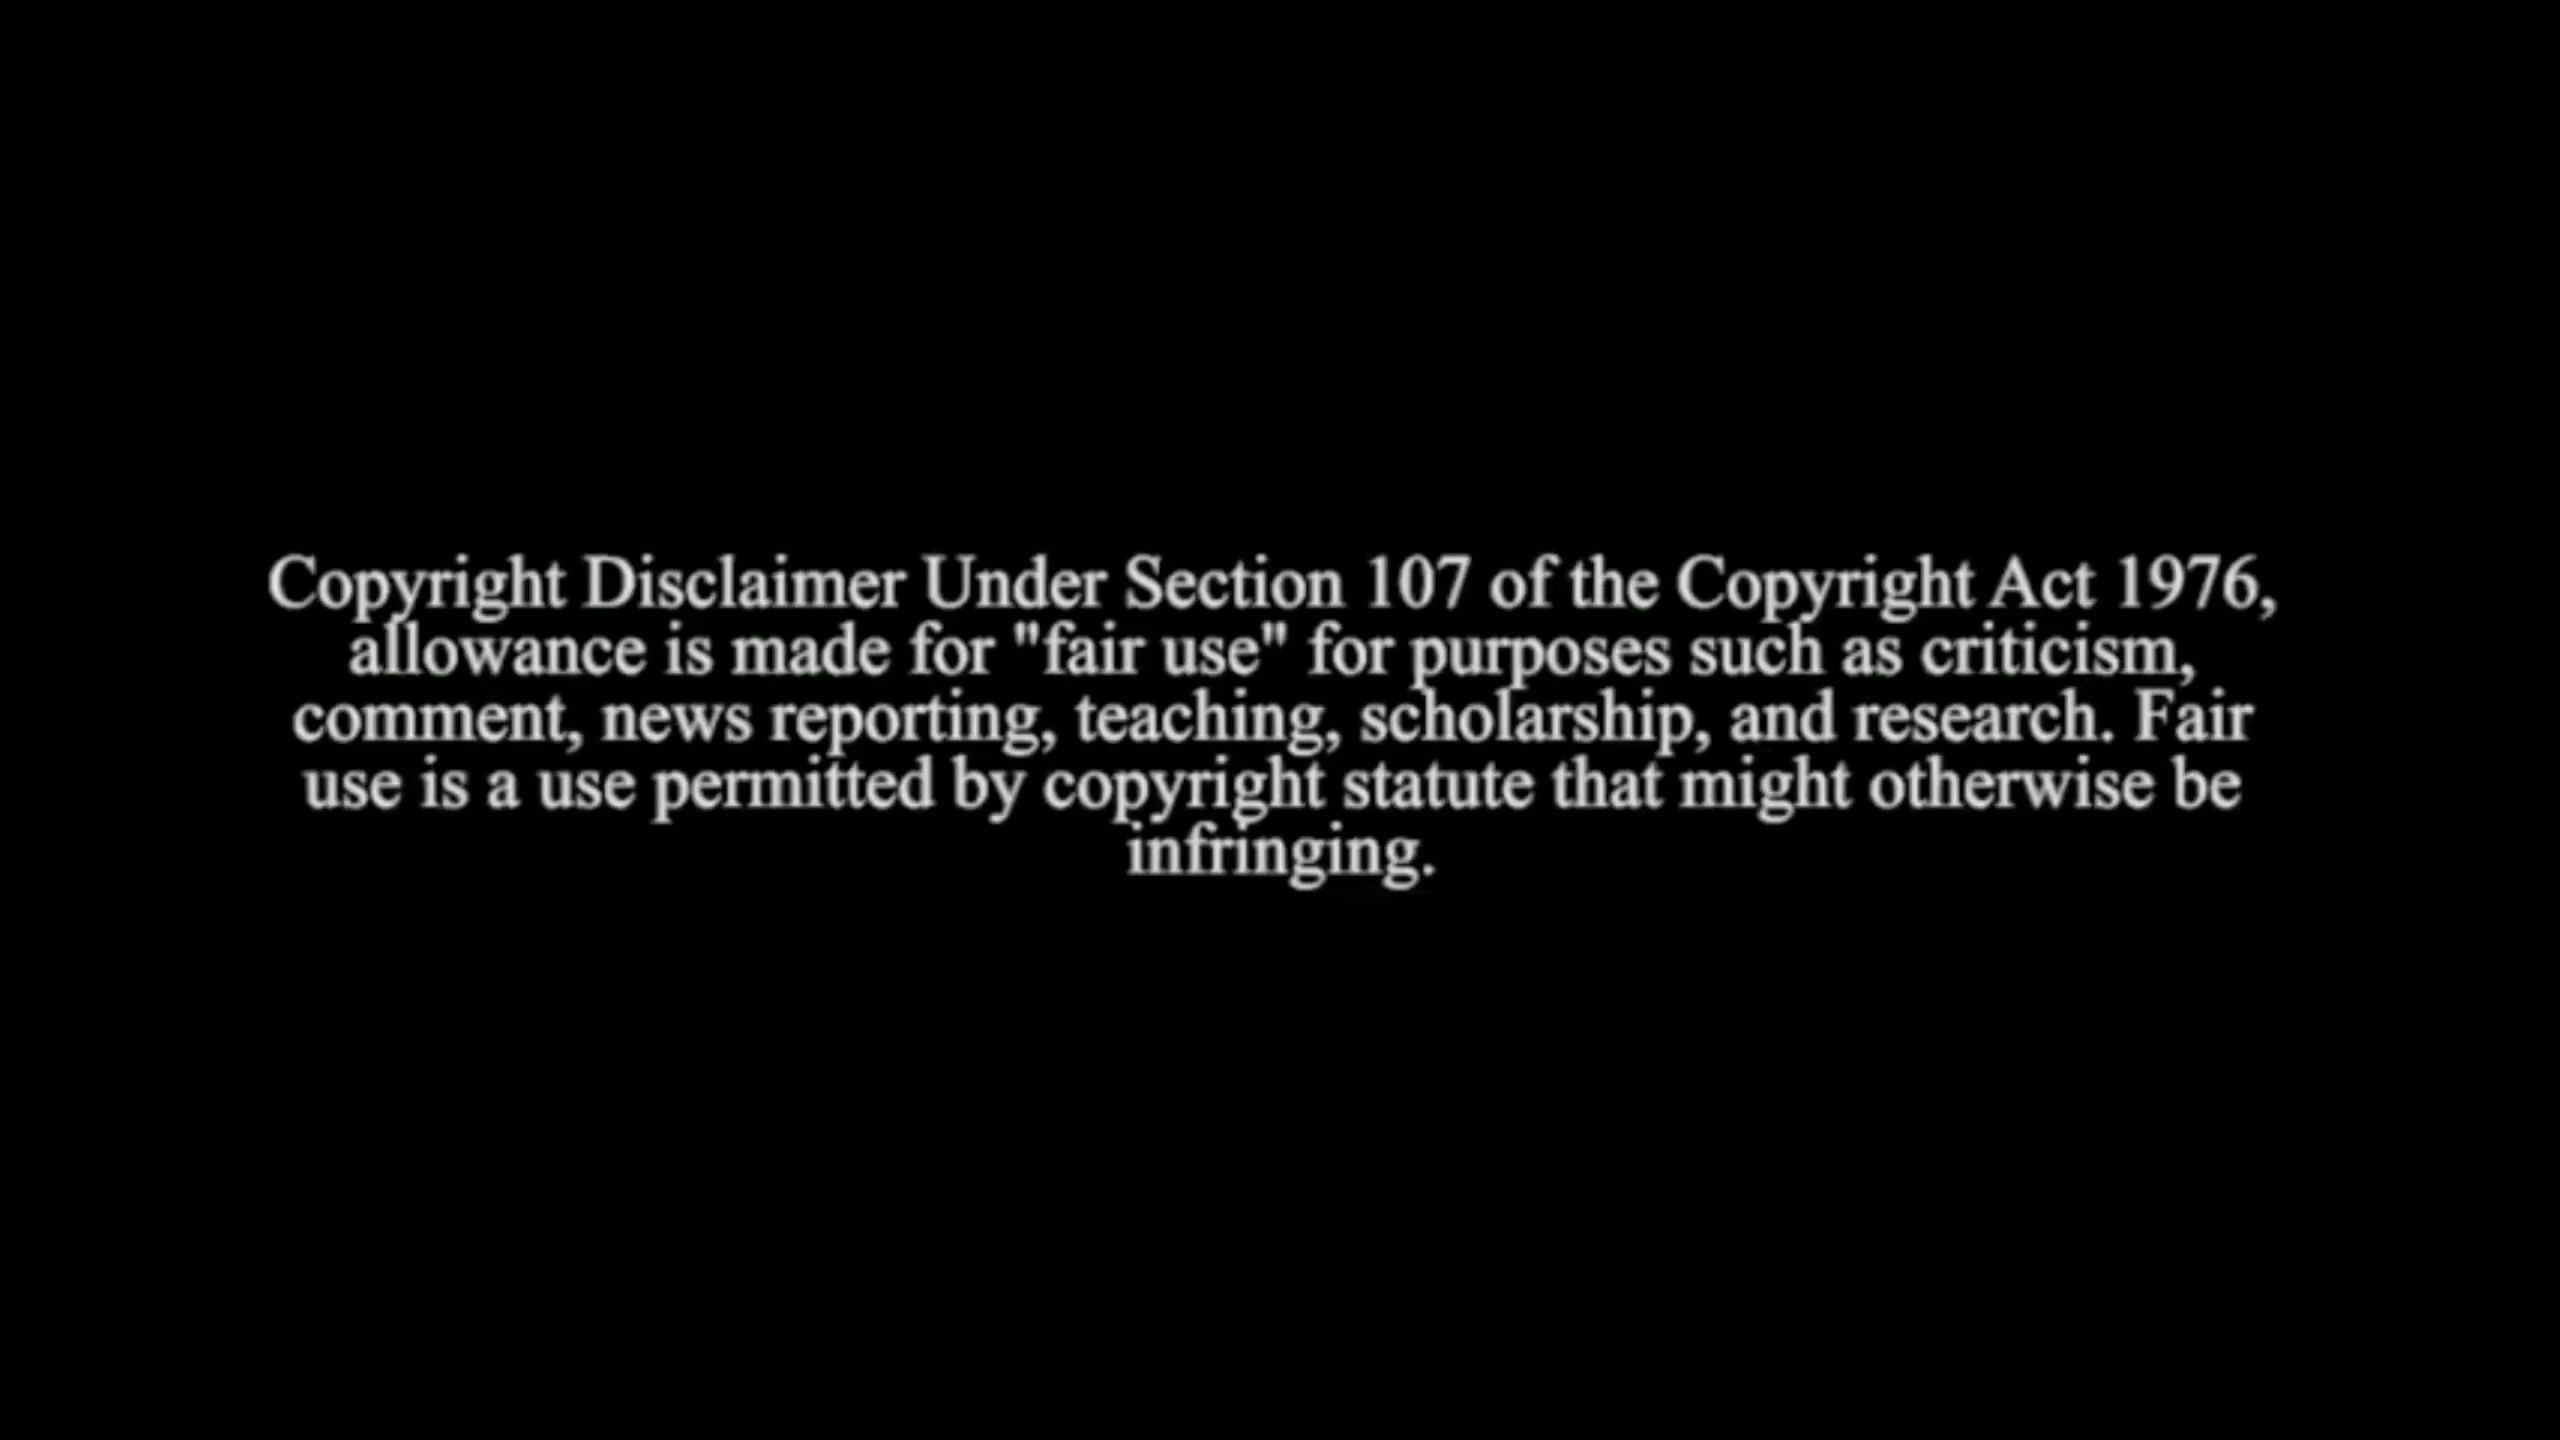 Copyright Disclaimer Under Section 107 of the Copyright Act 1976,
allowance is made for "fair use" for purposes such as criticism,
comment, news reporting, teaching, scholarship, and research. Fair
use is a use permitted by copyright statute that might otherwise be
infringing.